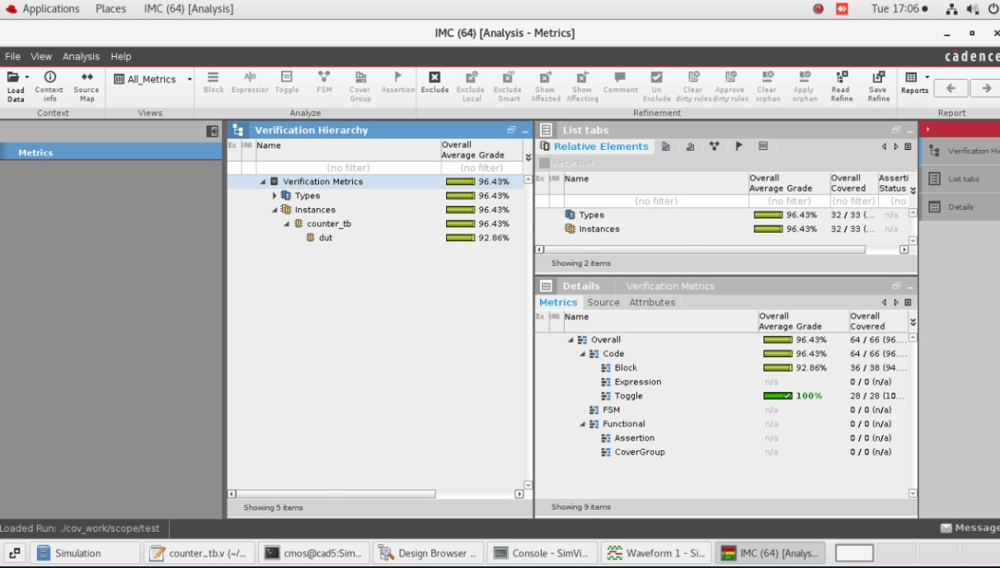 Applications Places IMC (64) [Analysis] Tue 17:06
IMC (64) [Analysis - Metrics]
File View Analysis Help cādence
Load Data Context info Source Map All_Metrics Block Expression Toggle FSM Cover Group Assertion Exclude Exclude Local Exclude Smart Show Affected Show Affecting Comment Un Exclude Clear dirty rules Approve dirty rules Clear orphan Apply orphan Read Refine Save Refine Reports
Context Views Analyze Refinement Report
Metrics
Verification Hierarchy
Ex UNR Name Overall Average Grade
(no filter) (no filter)
Verification Metrics 96.43%
Types 96.43%
Instances 96.43%
counter_tb 96.43%
dut 92.86%
Showing 5 items
List tabs
Relative Elements
Recursive
Ex UNR Name Overall Average Grade Overall Covered Asserti Status
(no filter) (no filter) (no filter) (no
Types 96.43% 32 / 33 (... n/a
Instances 96.43% 32 / 33 (... n/a
Showing 2 items
Details Verification Metrics
Metrics Source Attributes
Ex UNR Name Overall Average Grade Overall Covered
Overall 96.43% 64 / 66 (96....
Code 96.43% 64 / 66 (96....
Block 92.86% 36 / 38 (94....
Expression n/a 0 / 0 (n/a)
Toggle 100% 28 / 28 (10...
FSM n/a 0 / 0 (n/a)
Functional n/a 0 / 0 (n/a)
Assertion n/a 0 / 0 (n/a)
CoverGroup n/a 0 / 0 (n/a)
Showing 9 items
Verification Hi
List tabs
Details
Loaded Run: ./cov_work/scope/test Message
Simulation counter_tb.v (~/... cmos@cad5:Sim... Design Browser ... Console - SimVi... Waveform 1 - Si... IMC (64) [Analys...